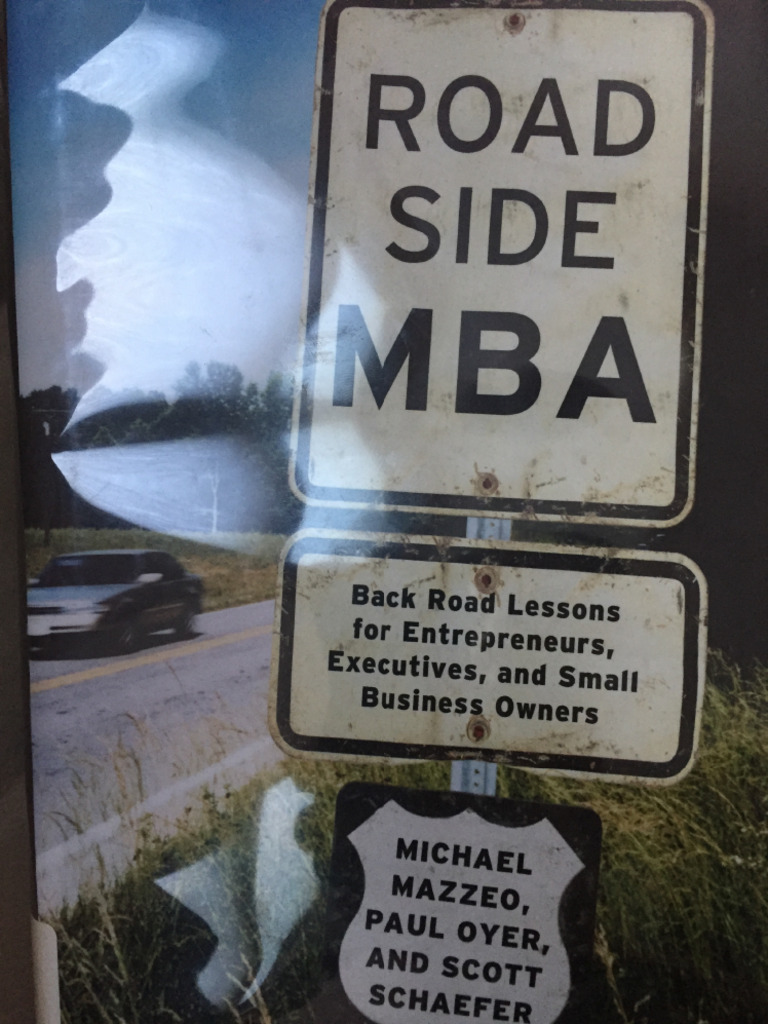 ROAD
SIDE
MBA
Back Road Lessons
for Entrepreneurs,
Executives, and Small
Business Owners
MICHAEL
MAZZEO,
PAUL OYER,
AND SCOTT
SCHAEFER